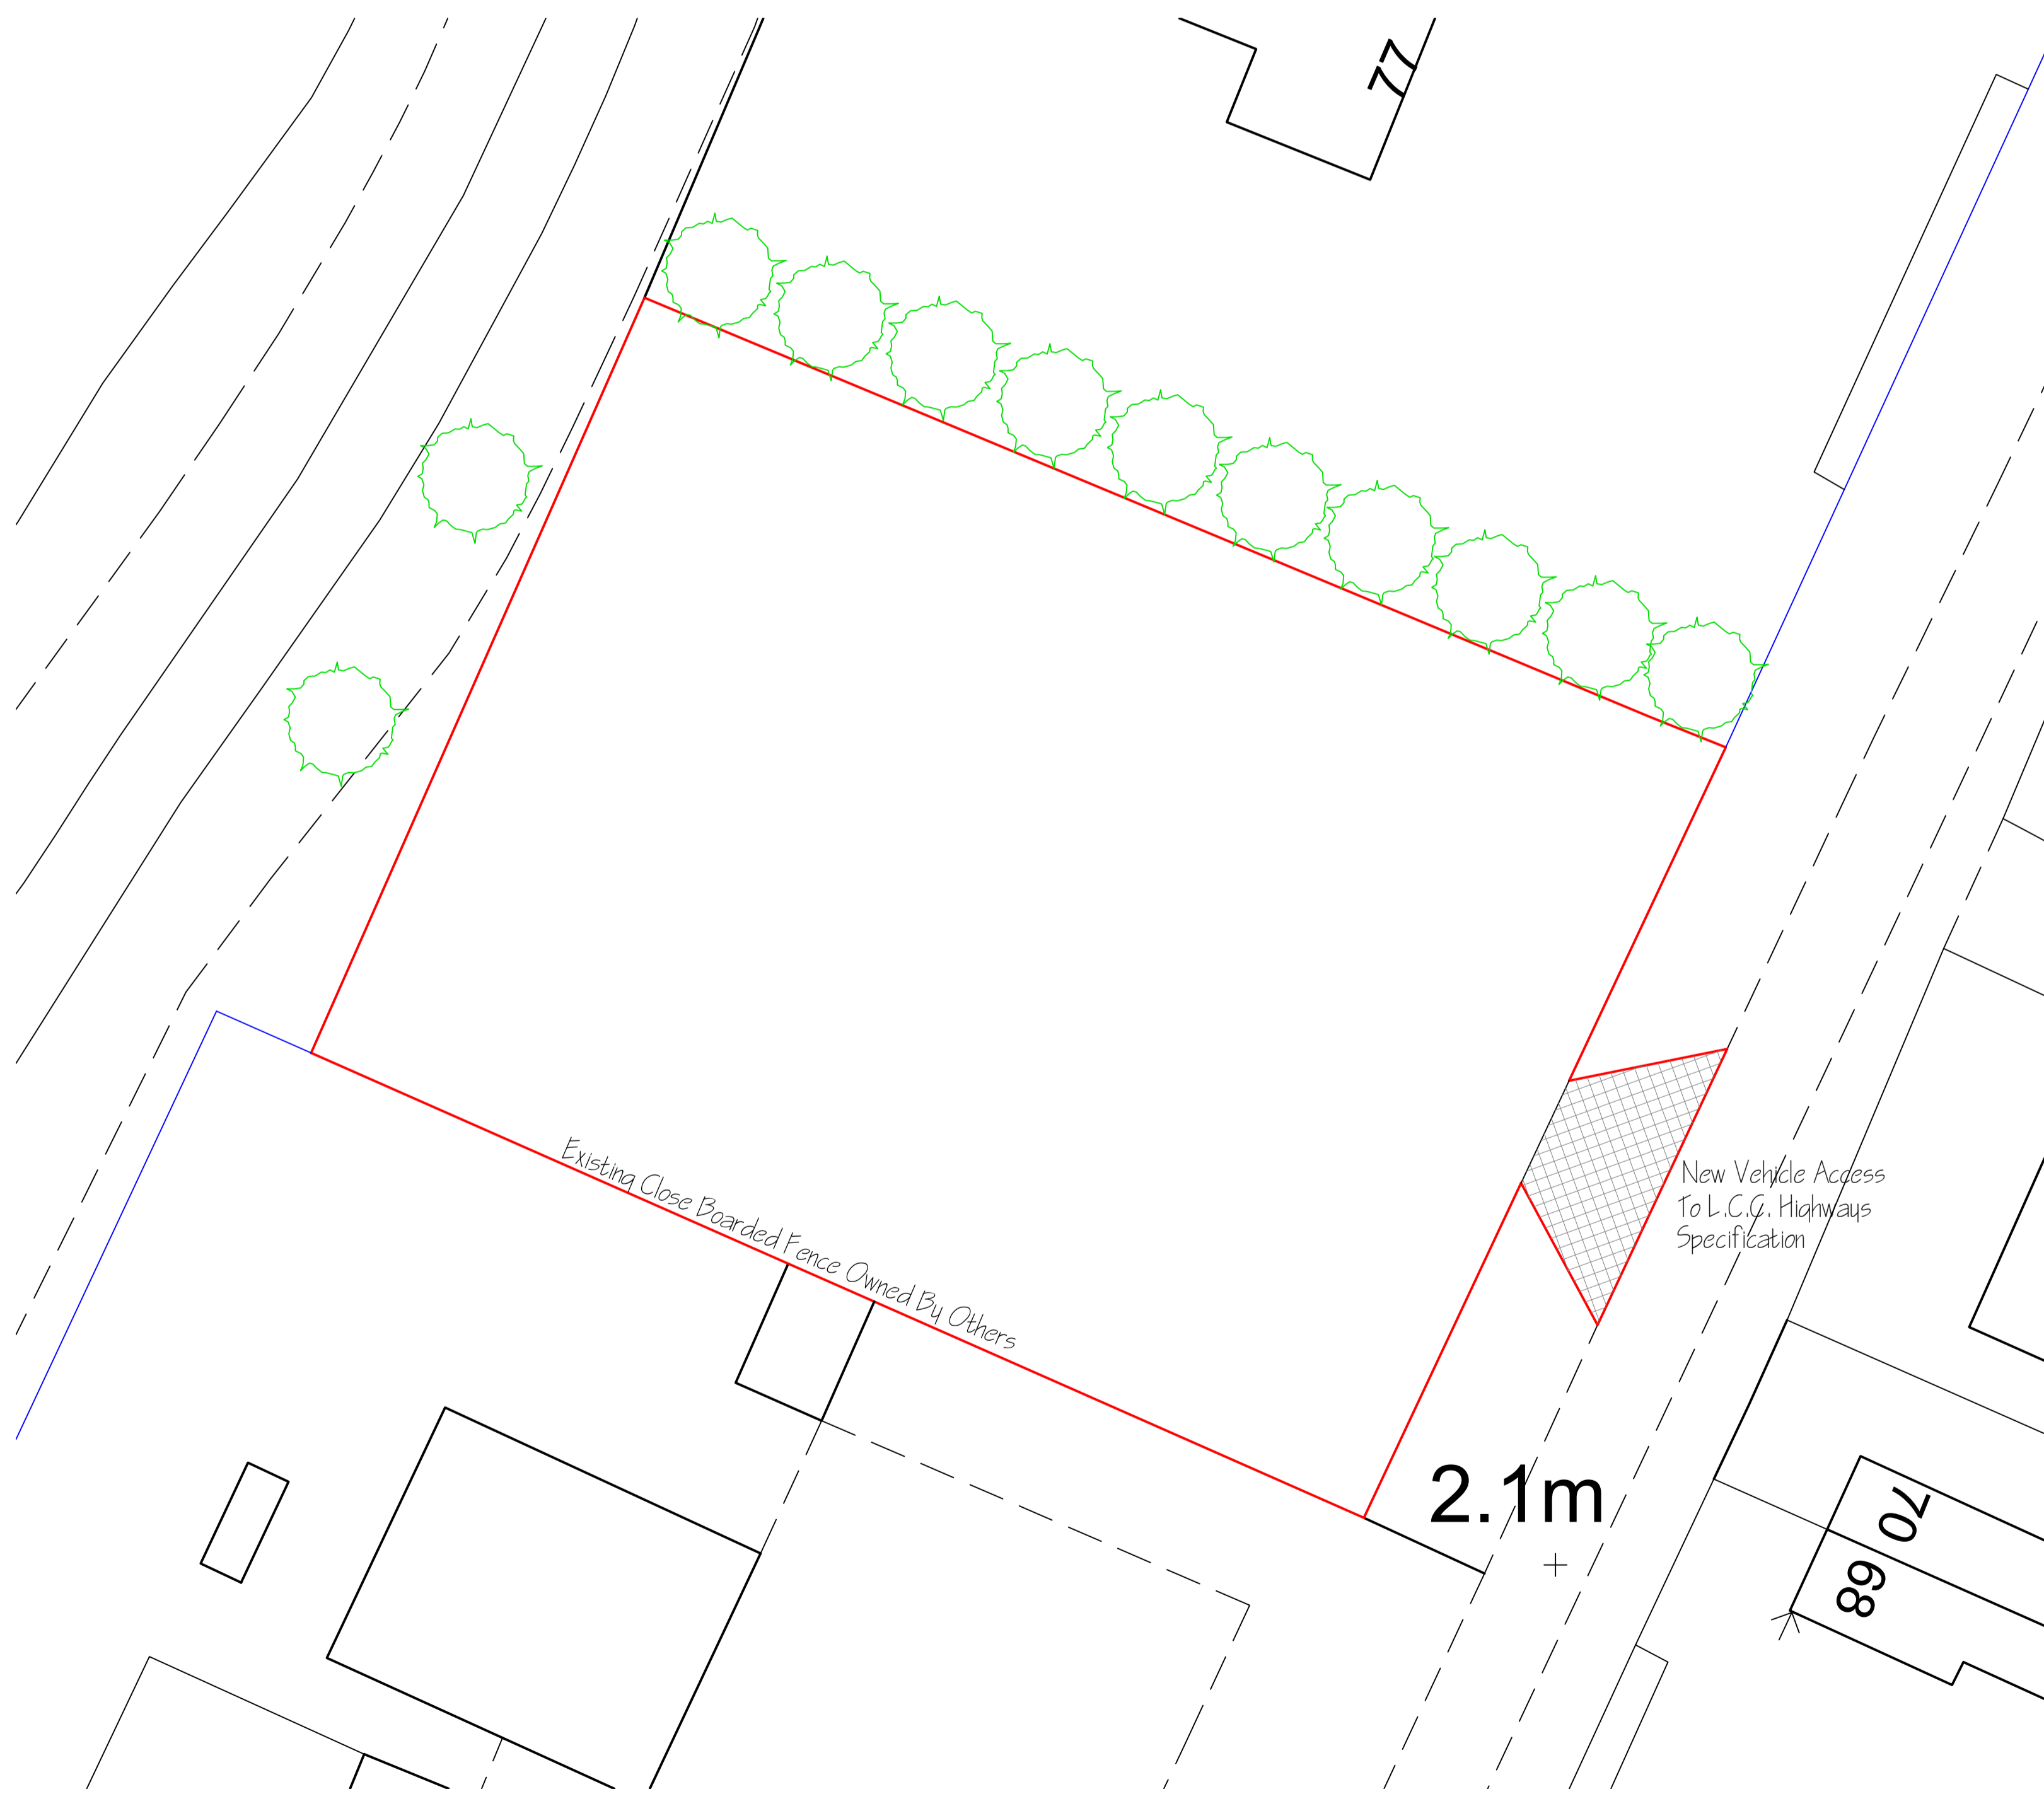 77
Existing Close Boarded Fence Owned By Others
New Vehicle Access
To L.C.C. Highways
Specification
2.1m
70
68